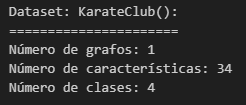 Dataset: KarateClub():
======================
Número de grafos: 1
Número de características: 34
Número de clases: 4